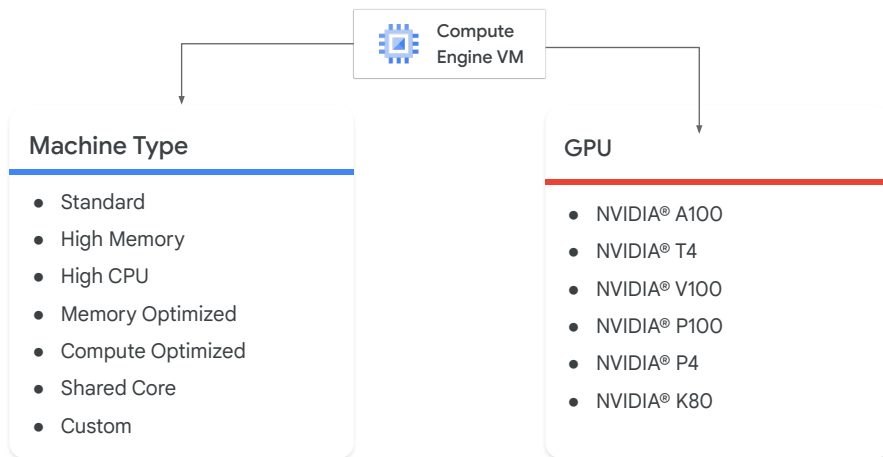 Compute
Engine VM
Machine Type
● Standard
● High Memory
● High CPU
● Memory Optimized
● Compute Optimized
● Shared Core
● Custom
GPU
● NVIDIA® A100
● NVIDIA® T4
● NVIDIA® V100
● NVIDIA® P100
● NVIDIA® P4
● NVIDIA® K80